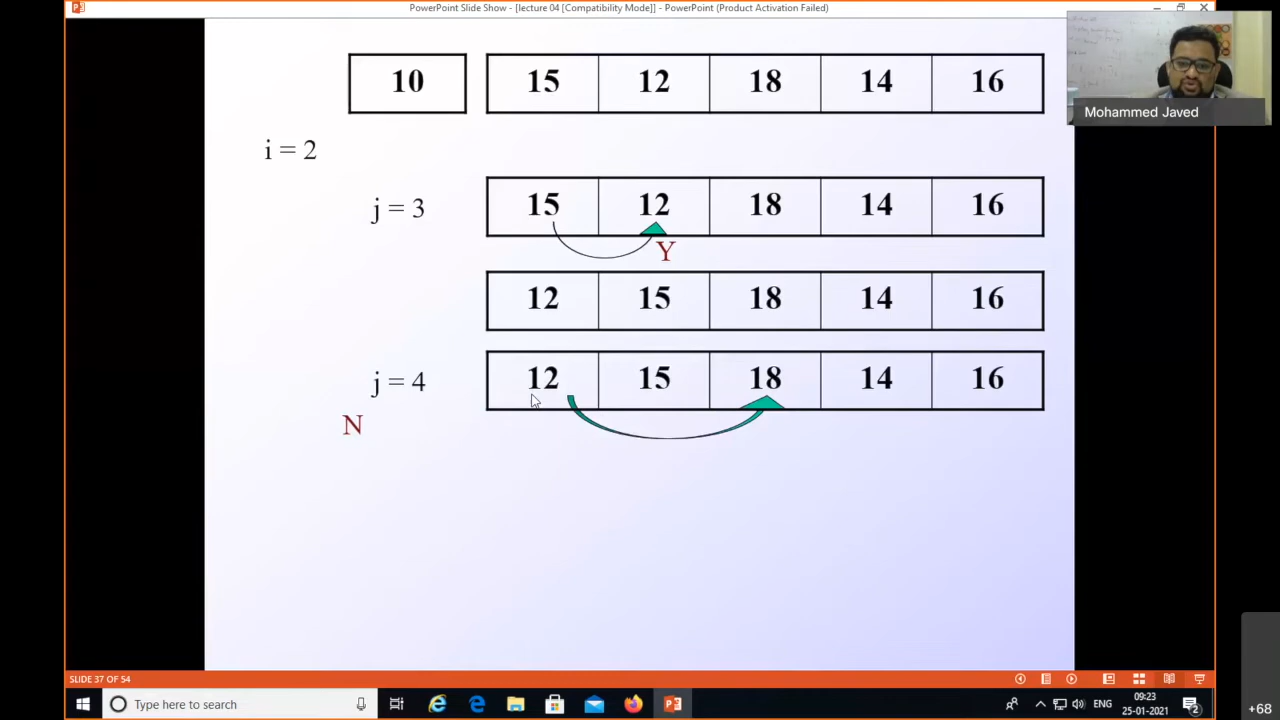 PowerPoint Slide Show - [lecture 04 [Compatibility Mode]] - PowerPoint (Product Activation Failed)
10 15 12 18 14 16
Mohammed Javed
i = 2
j = 3 15 12 18 14 16
Y
12 15 18 14 16
j = 4 12 15 18 14 16
N
SLIDE 37 OF 54
Type here to search
ENG
09:23
25-01-2021
2
+68